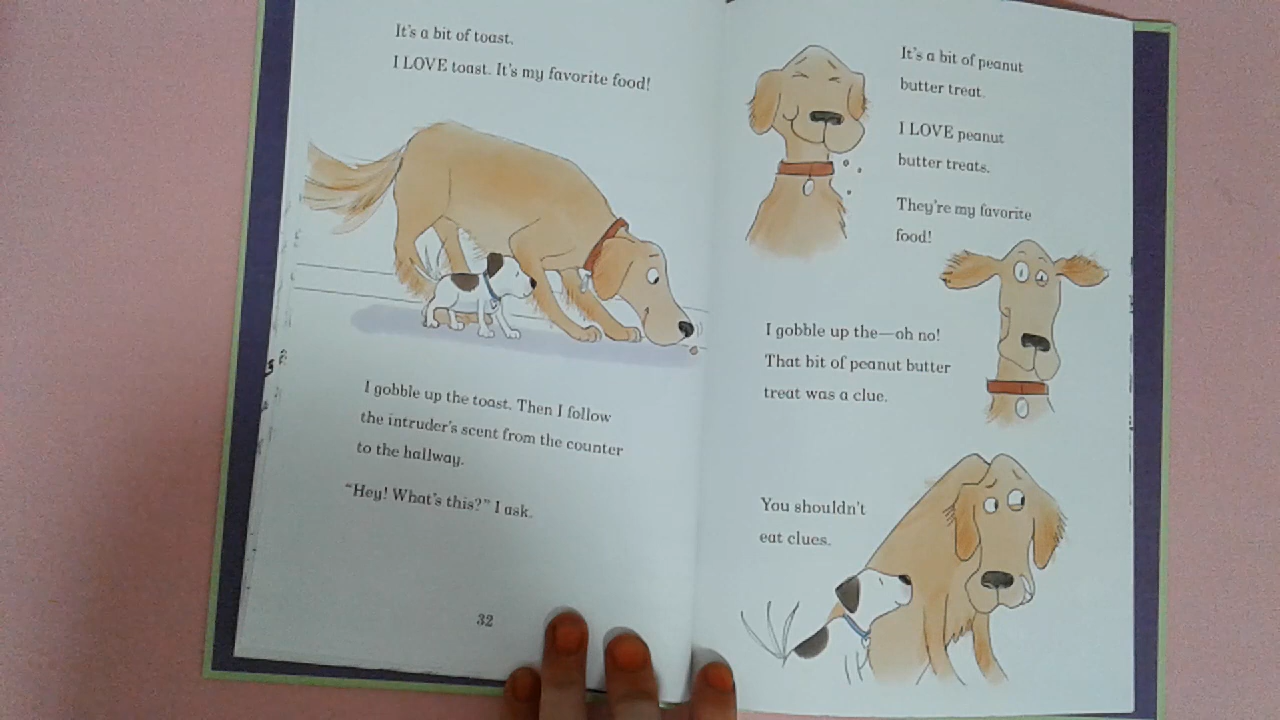 It's a bit of toast.
I LOVE toast. It's my favorite food!
I gobble up the toast. Then I follow
the intruder's scent from the counter
to the hallway.
"Hey! What's this?" I ask.
32
It's a bit of peanut
butter treat.
I LOVE peanut
butter treats.
They're my favorite
food!
I gobble up the—oh no!
That bit of peanut butter
treat was a clue.
You shouldn't
eat clues.